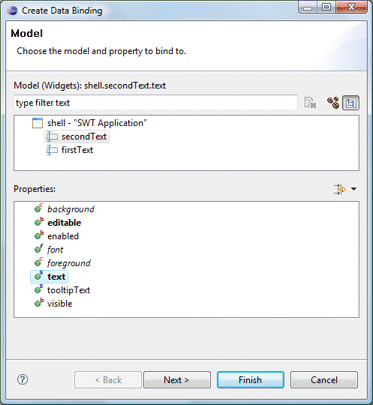 Create Data Binding
Model
Choose the model and property to bind to.
Model (Widgets): shell.secondText.text
type filter text
shell - "SWT Application"
secondText
firstText
Properties:
background
editable
enabled
font
foreground
text
tooltipText
visible
< Back
Next >
Finish
Cancel